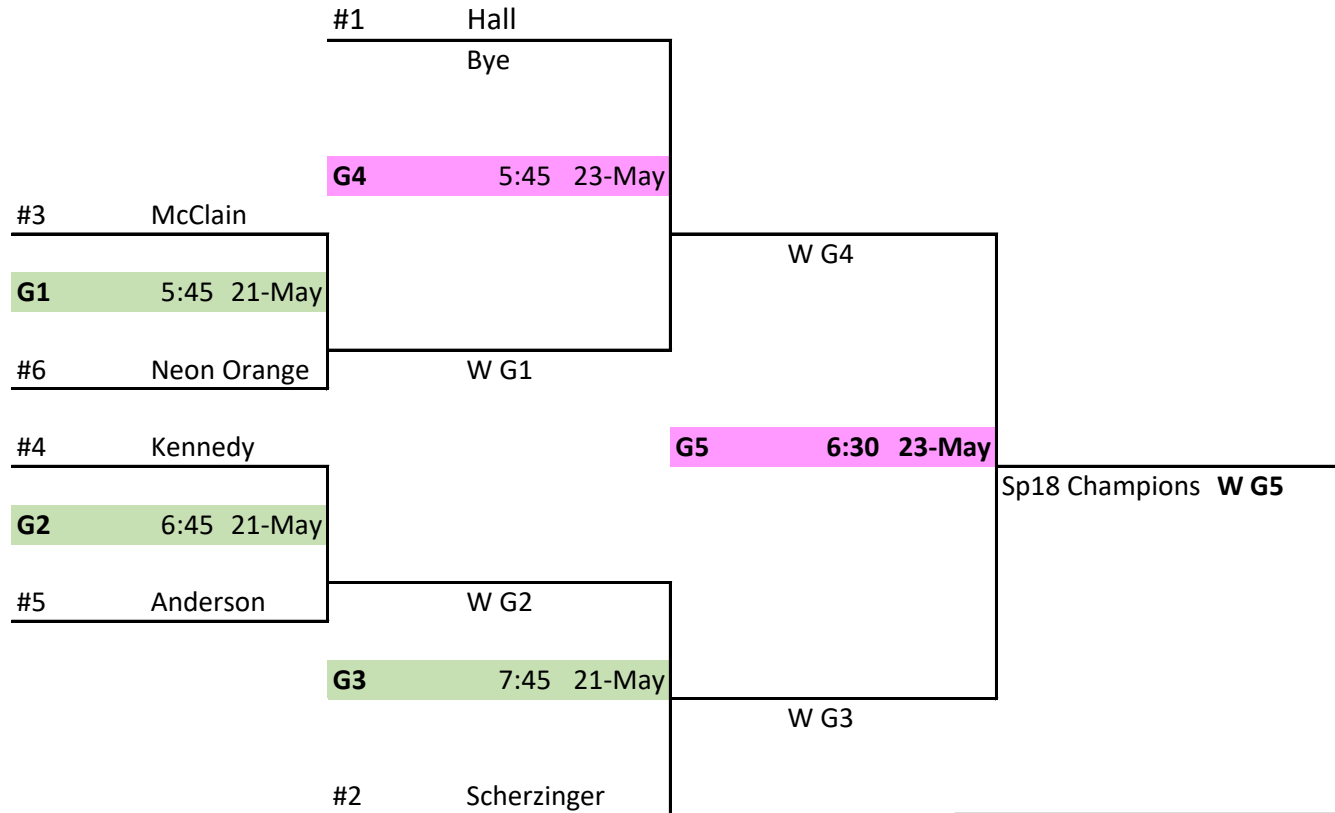 #1 Hall
Bye
G4 5:45 23-May
#3 McClain
W G4
G1 5:45 21-May
#6 Neon Orange W G1
#4 Kennedy G5 6:30 23-May
Sp18 Champions W G5
G2 6:45 21-May
#5 Anderson W G2
G3 7:45 21-May
W G3
#2 Scherzinger